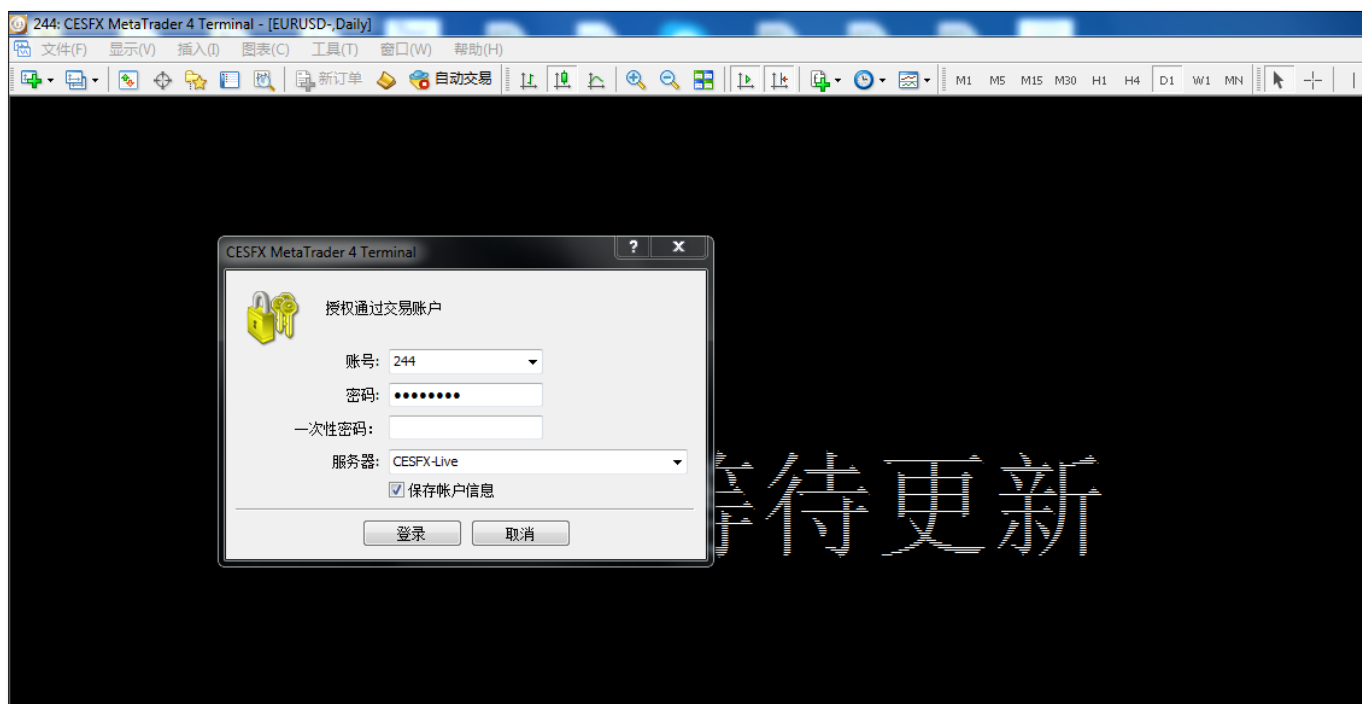 244: CESFX MetaTrader 4 Terminal - [EURUSD-,Daily]
文件(F) 显示(V) 插入(I) 图表(C) 工具(T) 窗口(W) 帮助(H)
新订单 自动交易 M1 M5 M15 M30 H1 H4 D1 W1 MN
CESFX MetaTrader 4 Terminal
授权通过交易账户
账号: 244
密码: ●●●●●●●●
一次性密码:
服务器: CESFX-Live
保存帐户信息
登录 取消
等待更新